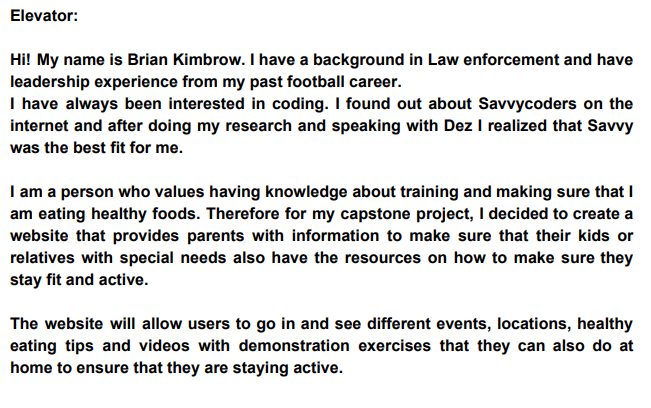 Elevator:
Hi! My name is Brian Kimbrow. I have a background in Law enforcement and have
leadership experience from my past football career.
I have always been interested in coding. I found out about Savvycoders on the
internet and after doing my research and speaking with Dez I realized that Savvy
was the best fit for me.
I am a person who values having knowledge about training and making sure that I
am eating healthy foods. Therefore for my capstone project, I decided to create a
website that provides parents with information to make sure that their kids or
relatives with special needs also have the resources on how to make sure they
stay fit and active.
The website will allow users to go in and see different events, locations, healthy
eating tips and videos with demonstration exercises that they can also do at
home to ensure that they are staying active.